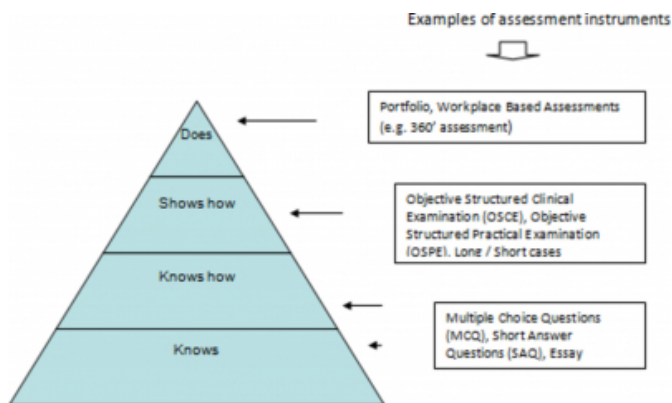 Examples of assessment instruments
Portfolio, Workplace Based Assessments
(e.g. 360' assessment)
Does
Shows how
Objective Structured Clinical
Examination (OSCE), Objective
Structured Practical Examination
(OSPE). Long / Short cases
Knows how
Multiple Choice Questions
(MCQ), Short Answer
Questions (SAQ), Essay
Knows